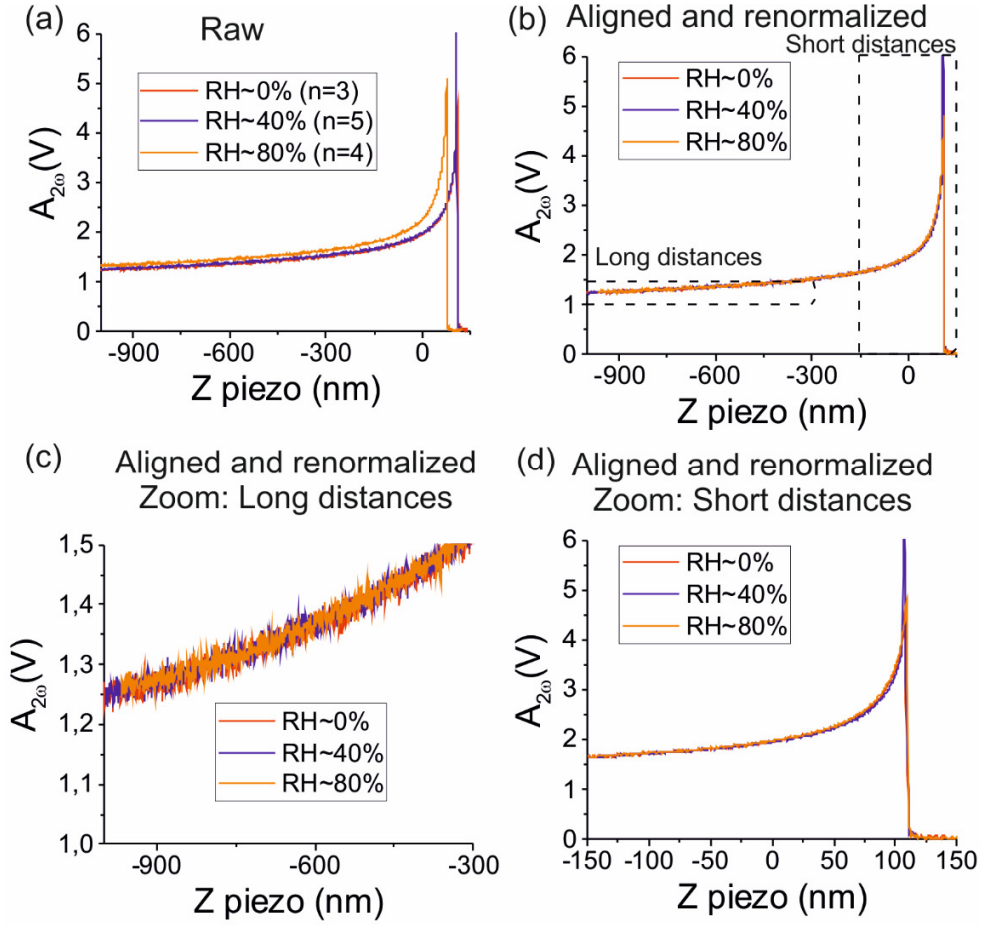 (a)
Raw
RH~0% (n=3)
RH~40% (n=5)
RH~80% (n=4)
A2ω(V)
6
5
4
3
2
1
0
-900 -600 -300 0
Z piezo (nm)
(b)
Aligned and renormalized
Short distances
RH~0%
RH~40%
RH~80%
Long distances
A2ω(V)
6
5
4
3
2
1
0
-900 -600 -300 0
Z piezo (nm)
(c)
Aligned and renormalized
Zoom: Long distances
A2ω(V)
1,5
1,4
1,3
1,2
1,1
1,0
RH~0%
RH~40%
RH~80%
-900 -600 -300
Z piezo (nm)
(d)
Aligned and renormalized
Zoom: Short distances
RH~0%
RH~40%
RH~80%
A2ω(V)
6
5
4
3
2
1
0
-150 -100 -50 0 50 100 150
Z piezo (nm)